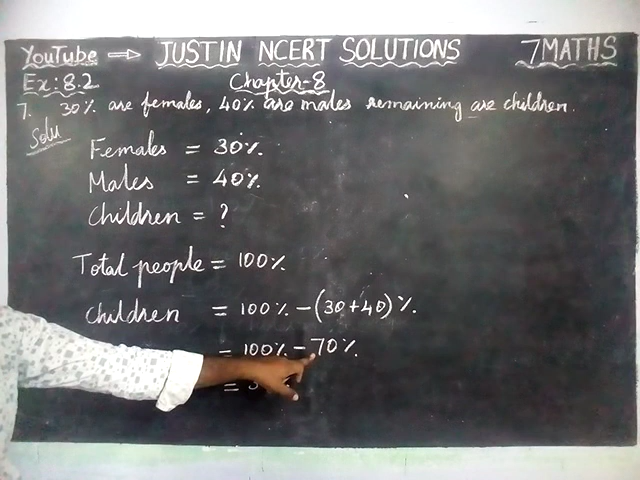 YouTube ⇒ JUSTIN NCERT SOLUTIONS 7MATHS
Ex:8.2 Chapter-8
7. 30% are females, 40% are males remaining are children.
Solu
Females = 30%.
Males = 40%.
Children = ?
Total people = 100%.
Children = 100% - (30+40)%.
= 100% - 70%.
= 3